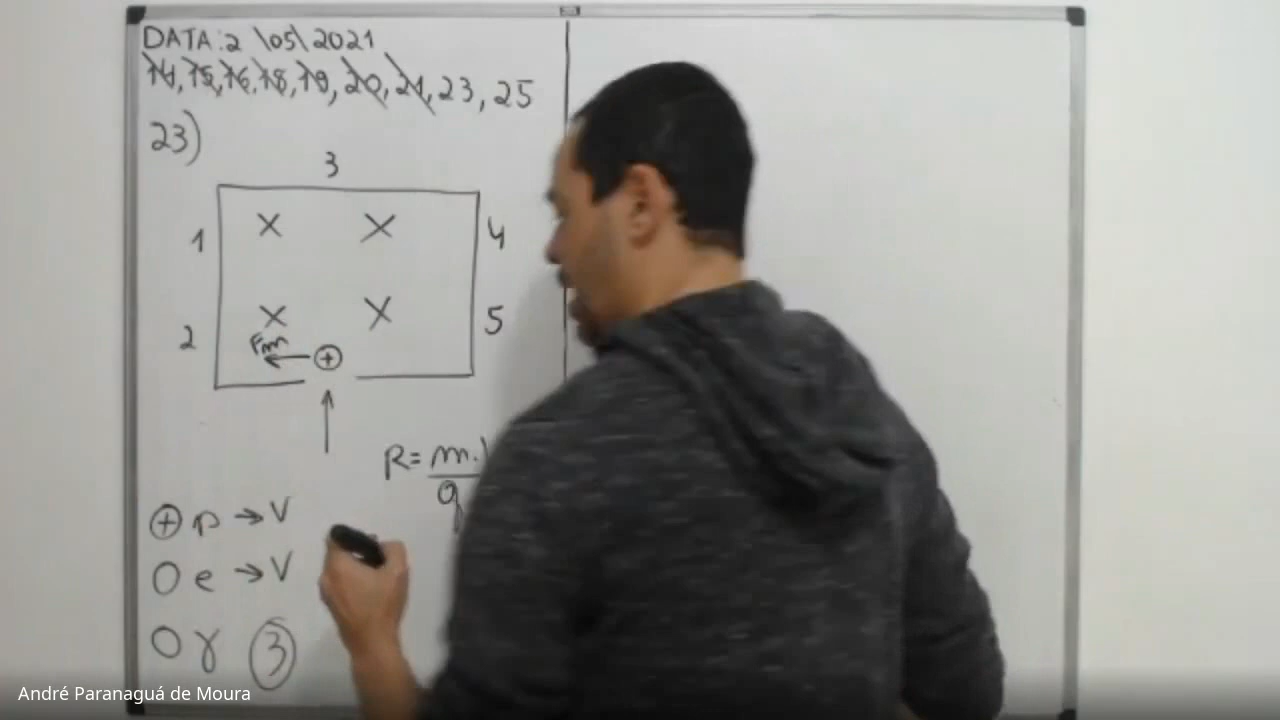 DATA: 2 \05\ 2021
14, 15, 16, 18, 19, 20, 21, 23, 25
23)
3
1
4
2
5
Fm
+
R = m.
q
+ p → V
O e → V
O γ 3
André Paranaguá de Moura